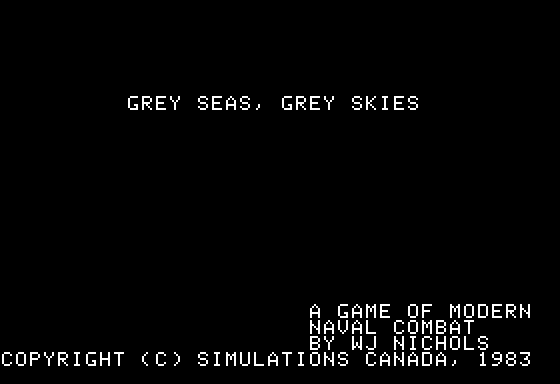 GREY SEAS, GREY SKIES
A GAME OF MODERN
NAVAL COMBAT
BY WJ NICHOLS
COPYRIGHT (C) SIMULATIONS CANADA, 1983